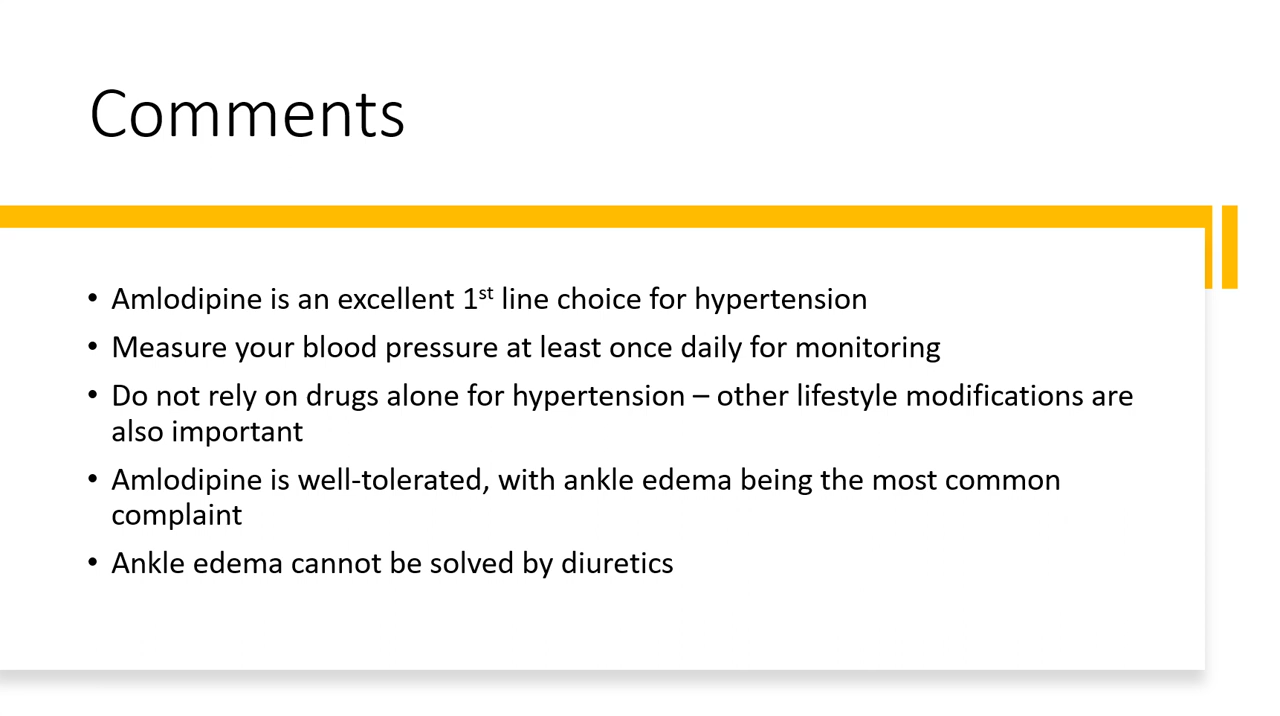 Comments
• Amlodipine is an excellent 1st line choice for hypertension
• Measure your blood pressure at least once daily for monitoring
• Do not rely on drugs alone for hypertension – other lifestyle modifications are
also important
• Amlodipine is well-tolerated, with ankle edema being the most common
complaint
• Ankle edema cannot be solved by diuretics